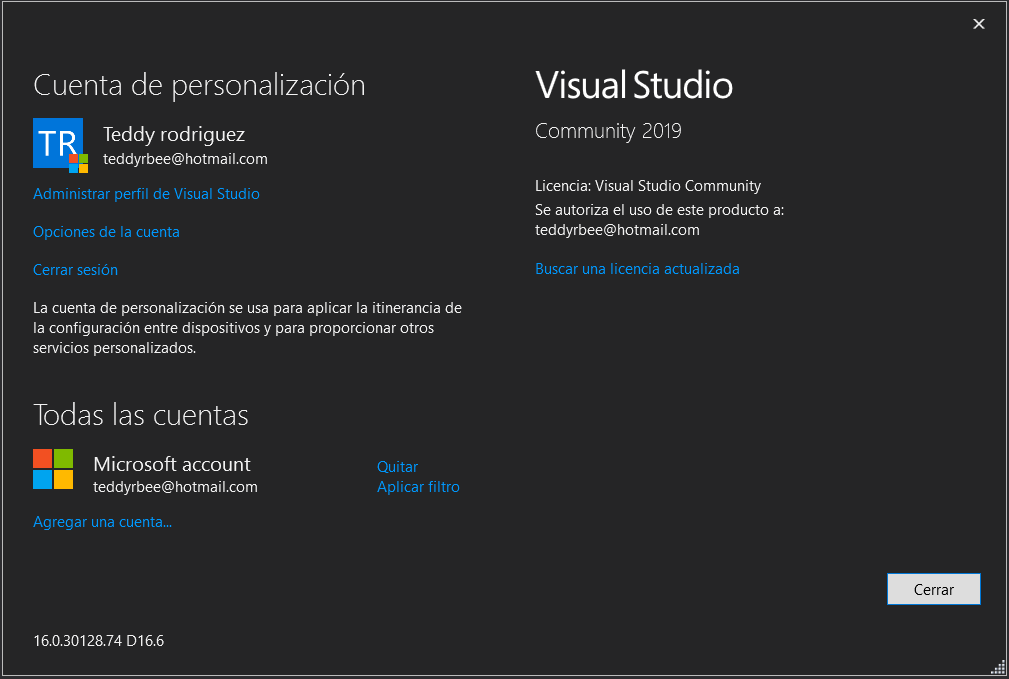 Cuenta de personalización
TR
Teddy rodriguez
teddyrbee@hotmail.com
Administrar perfil de Visual Studio
Opciones de la cuenta
Cerrar sesión
La cuenta de personalización se usa para aplicar la itinerancia de
la configuración entre dispositivos y para proporcionar otros
servicios personalizados.
Todas las cuentas
Microsoft account
teddyrbee@hotmail.com
Quitar
Aplicar filtro
Agregar una cuenta...
16.0.30128.74 D16.6
Visual Studio
Community 2019
Licencia: Visual Studio Community
Se autoriza el uso de este producto a:
teddyrbee@hotmail.com
Buscar una licencia actualizada
Cerrar